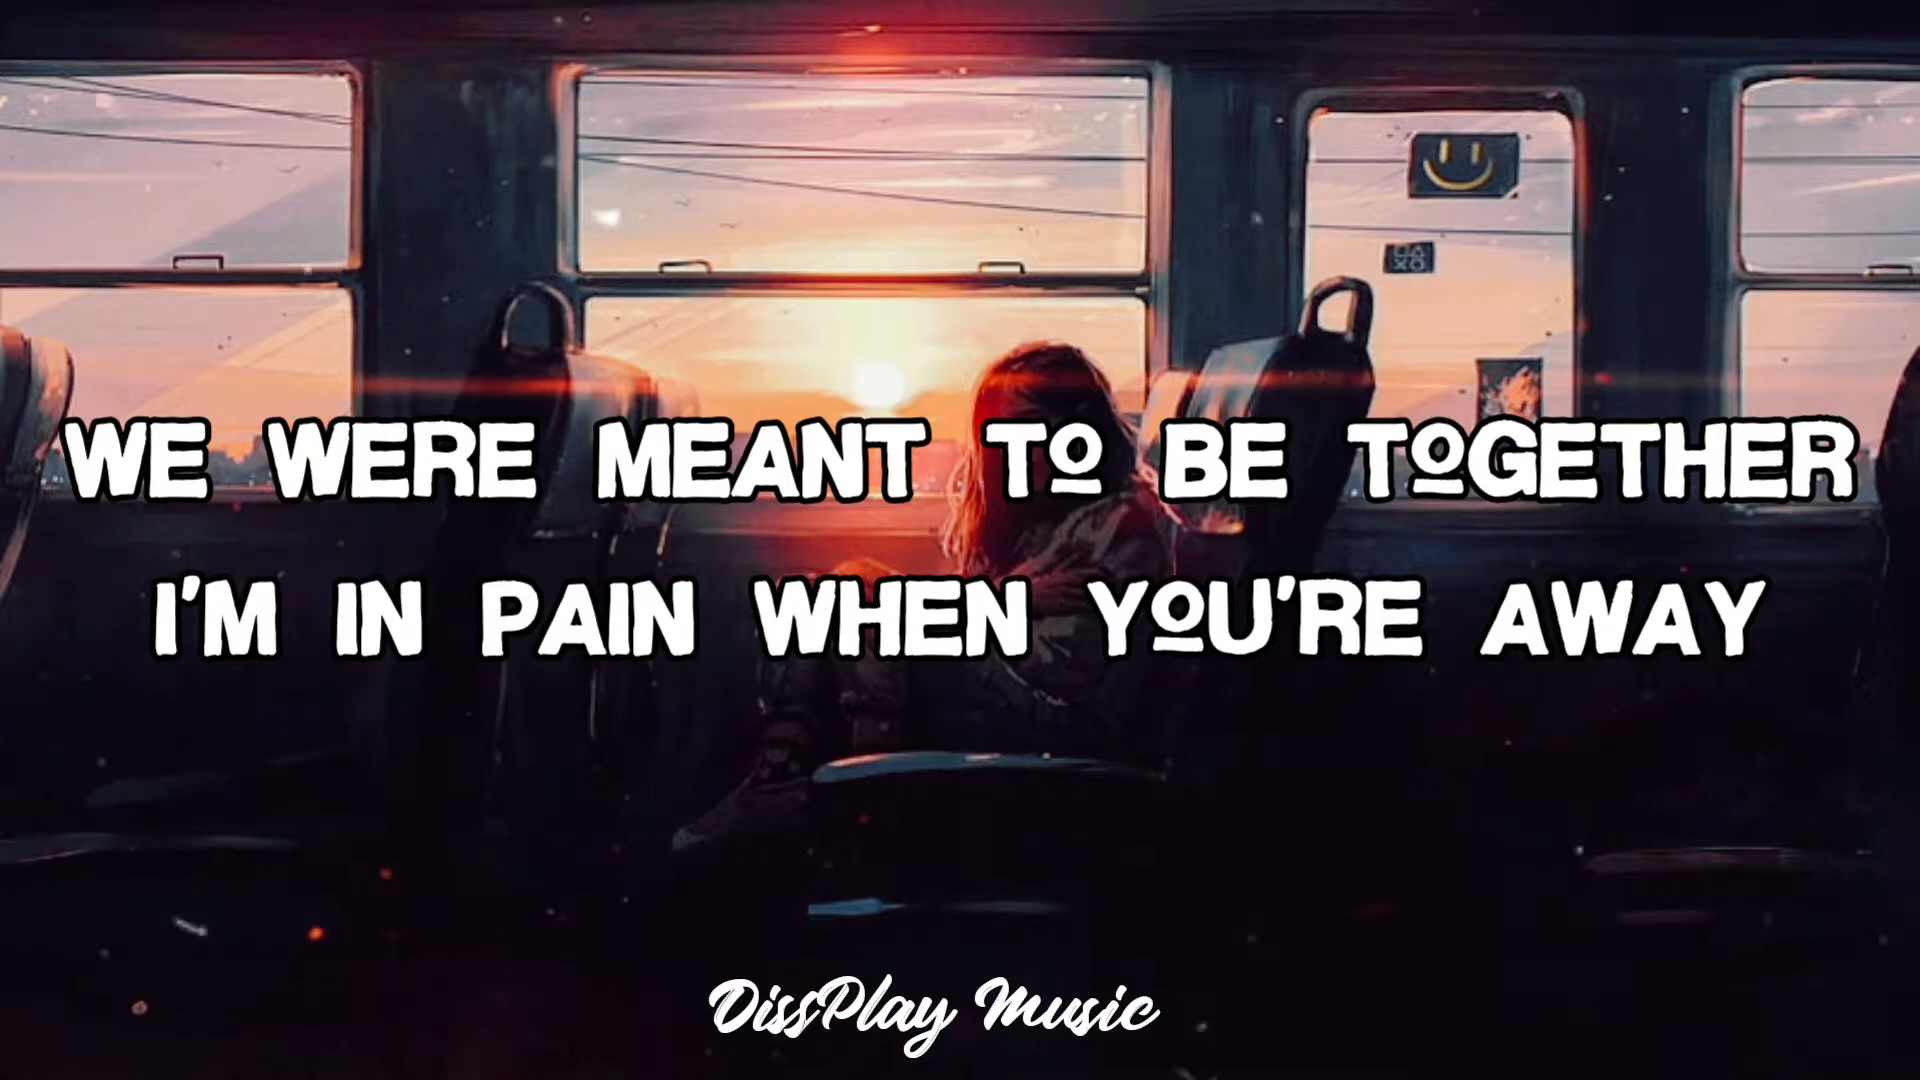 WE WERE MEANT TO BE TOGETHER
I'M IN PAIN WHEN YOU'RE AWAY
DissPlay Music